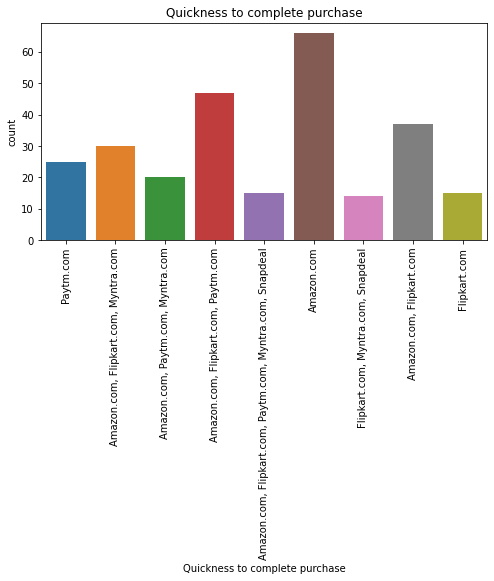 Quickness to complete purchase
count
60
50
40
30
20
10
0
Paytm.com
Amazon.com, Flipkart.com, Myntra.com
Amazon.com, Paytm.com, Myntra.com
Amazon.com, Flipkart.com, Paytm.com
Amazon.com, Flipkart.com, Paytm.com, Myntra.com, Snapdeal
Amazon.com
Flipkart.com, Myntra.com, Snapdeal
Amazon.com, Flipkart.com
Flipkart.com
Quickness to complete purchase